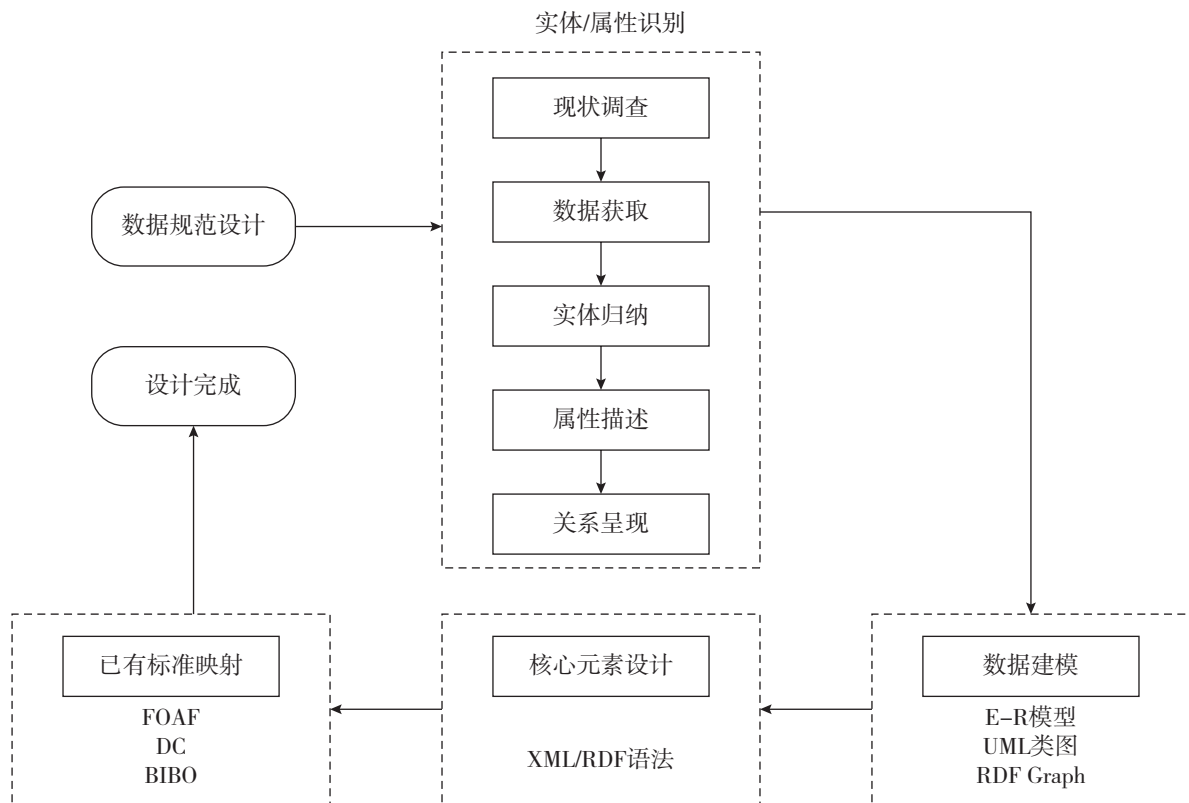 实体/属性识别
现状调查
数据规范设计
数据获取
实体归纳
设计完成
属性描述
关系呈现
已有标准映射
FOAF
DC
BIBO
核心元素设计
XML/RDF语法
数据建模
E-R模型
UML类图
RDF Graph